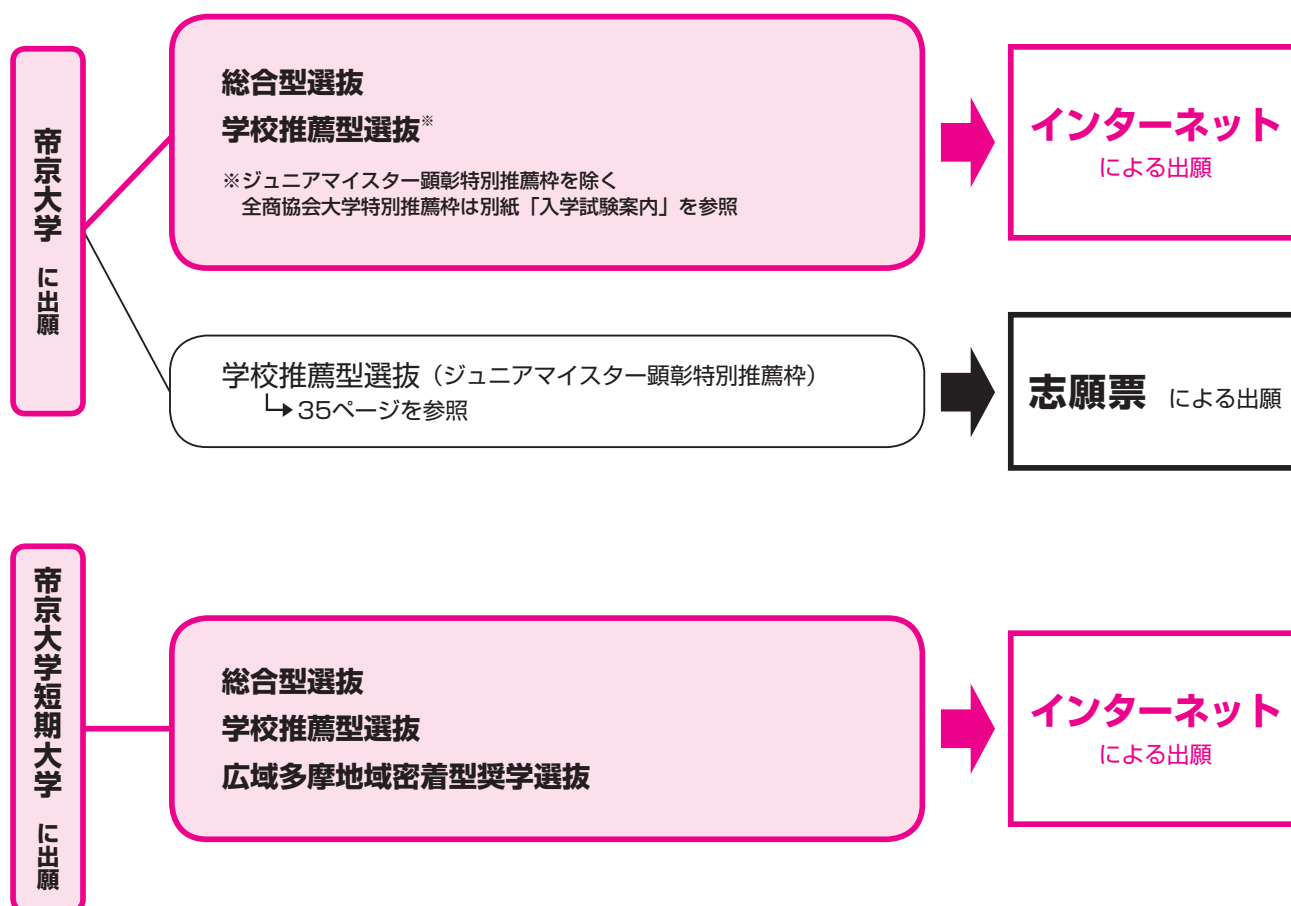 帝京大学 に出願
総合型選抜
学校推薦型選抜※
※ジュニアマイスター顕彰特別推薦枠を除く
全商協会大学特別推薦枠は別紙「入学試験案内」を参照
インターネット
による出願
学校推薦型選抜（ジュニアマイスター顕彰特別推薦枠）
35ページを参照
志願票 による出願
帝京大学短期大学 に出願
総合型選抜
学校推薦型選抜
広域多摩地域密着型奨学選抜
インターネット
による出願